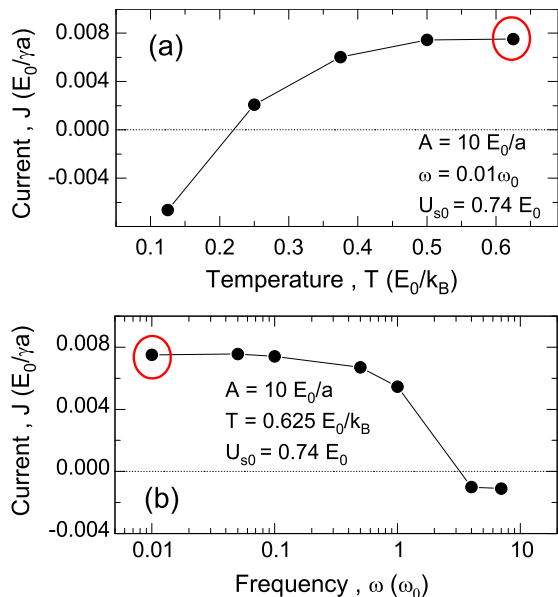 (a)
0.008
0.004
0.000
-0.004
Current , J (E₀/γa)
A = 10 E₀/a
ω = 0.01ω₀
Uₛ₀ = 0.74 E₀
0.1 0.2 0.3 0.4 0.5 0.6
Temperature , T (E₀/k_B)
0.008
0.004
0.000
-0.004
Current , J (E₀/γa)
A = 10 E₀/a
T = 0.625 E₀/k_B
Uₛ₀ = 0.74 E₀
(b)
0.01 0.1 1 10
Frequency , ω (ω₀)